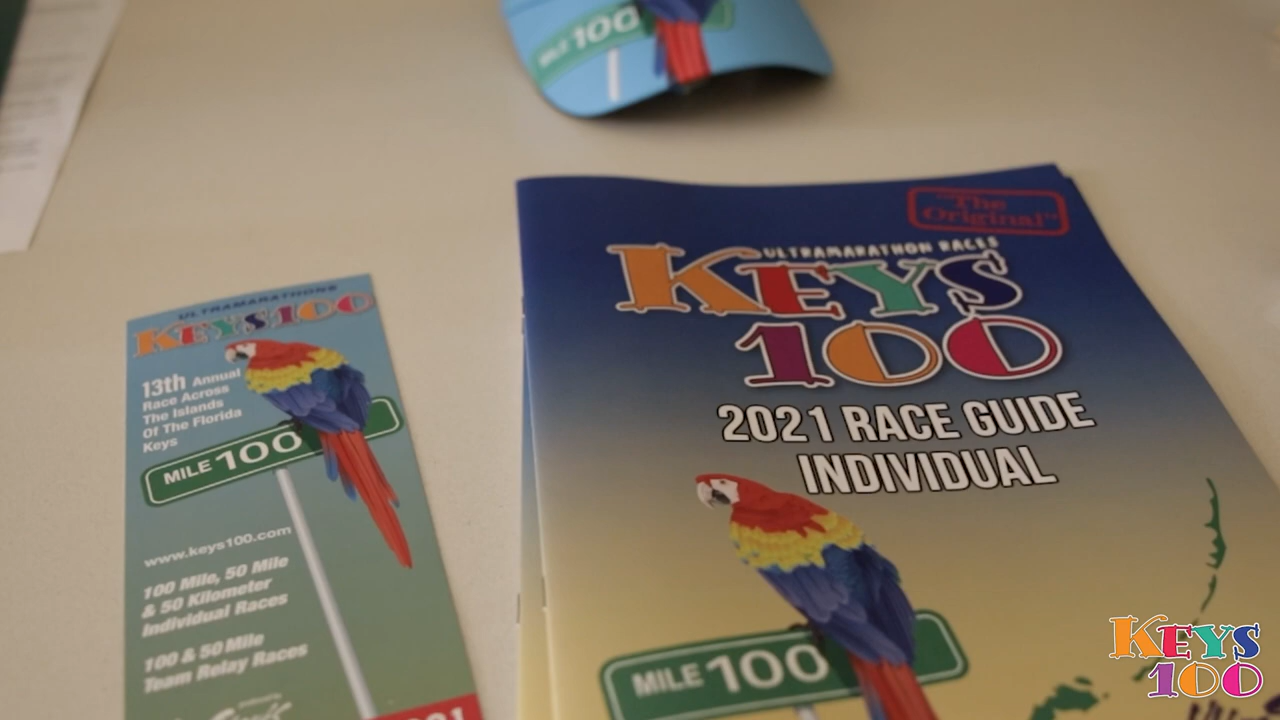 MILE 100
"The
Original"
ULTRAMARATHON RACES
KEYS
100
2021 RACE GUIDE
INDIVIDUAL
MILE 100
ULTRAMARATHONS
KEYS 100
13th Annual
Race Across
The Islands
Of The Florida
Keys
MILE 100
www.keys100.com
100 Mile, 50 Mile
& 50 Kilometer
Individual Races
100 & 50 Mile
Team Relay Races
KEYS
100